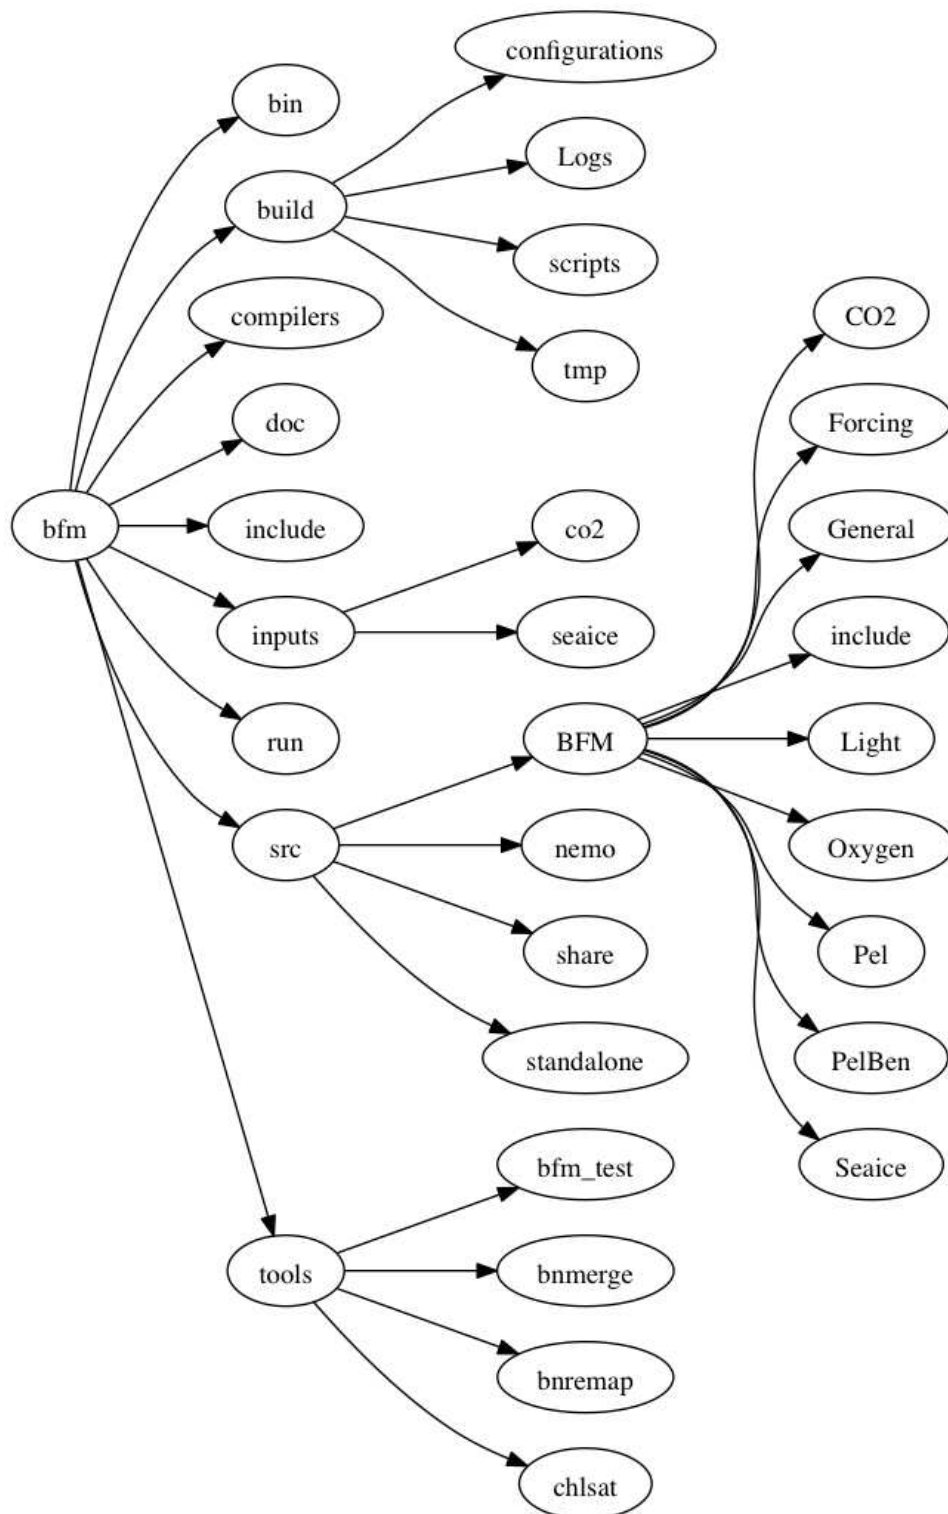 configurations
bin
Logs
build
scripts
compilers
CO2
tmp
doc
Forcing
bfm
include
co2
General
inputs
seaice
include
run
BFM
Light
src
nemo
Oxygen
share
Pel
standalone
PelBen
bfm_test
Seaice
tools
bnmerge
bnremap
chlsat